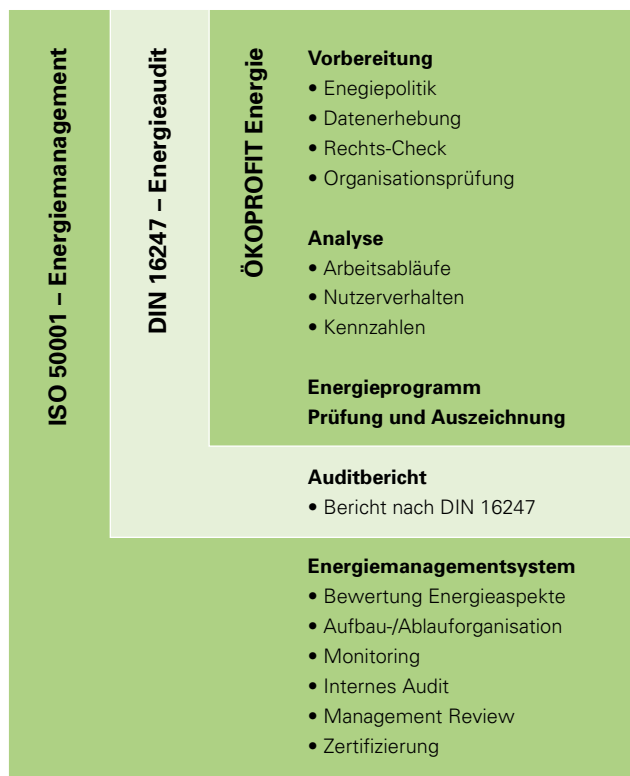 ISO 50001 – Energiemanagement
DIN 16247 – Energieaudit
ÖKOPROFIT Energie
Vorbereitung
• Enegiepolitik
• Datenerhebung
• Rechts-Check
• Organisationsprüfung
Analyse
• Arbeitsabläufe
• Nutzerverhalten
• Kennzahlen
Energieprogramm
Prüfung und Auszeichnung
Auditbericht
• Bericht nach DIN 16247
Energiemanagementsystem
• Bewertung Energieaspekte
• Aufbau-/Ablauforganisation
• Monitoring
• Internes Audit
• Management Review
• Zertifizierung